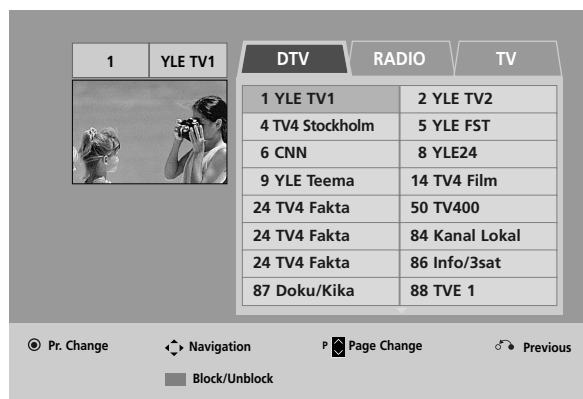 1 YLE TV1
DTV RADIO TV
1 YLE TV1 2 YLE TV2
4 TV4 Stockholm 5 YLE FST
6 CNN 8 YLE24
9 YLE Teema 14 TV4 Film
24 TV4 Fakta 50 TV400
24 TV4 Fakta 84 Kanal Lokal
24 TV4 Fakta 86 Info/3sat
87 Doku/Kika 88 TVE 1
Pr. Change Navigation P Page Change Previous
Block/Unblock